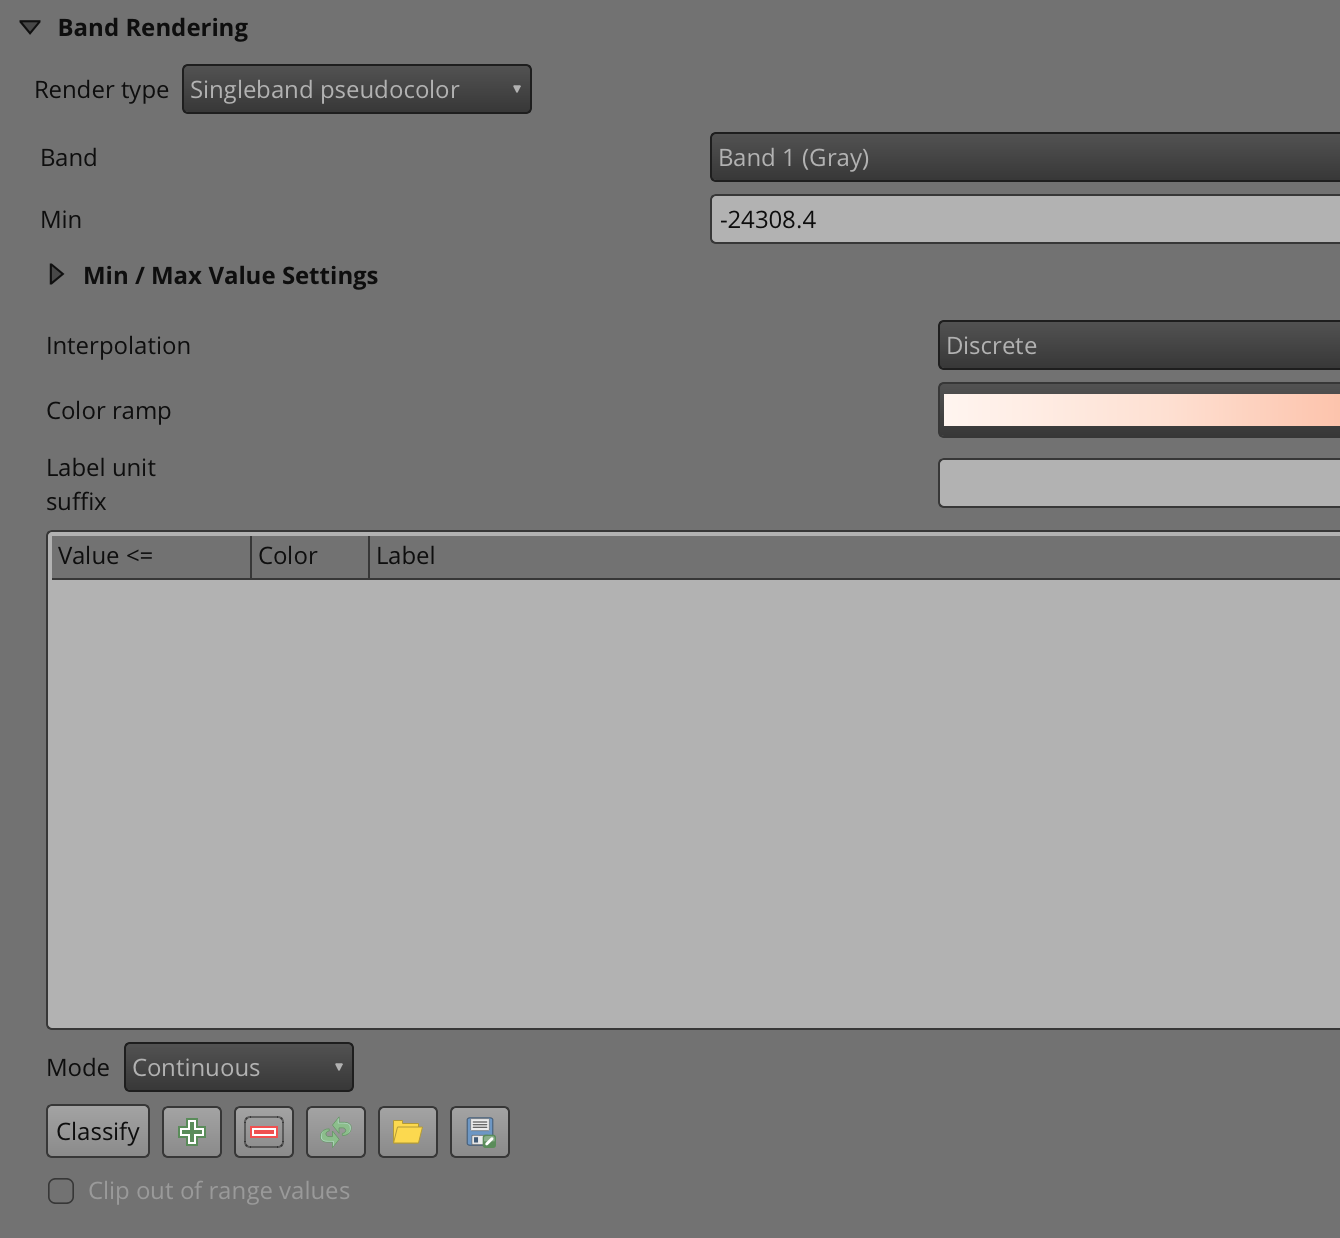 Band Rendering
Render type Singleband pseudocolor
Band Band 1 (Gray)
Min -24308.4
Min / Max Value Settings
Interpolation Discrete
Color ramp
Label unit
suffix
Value <= Color Label
Mode Continuous
Classify
Clip out of range values